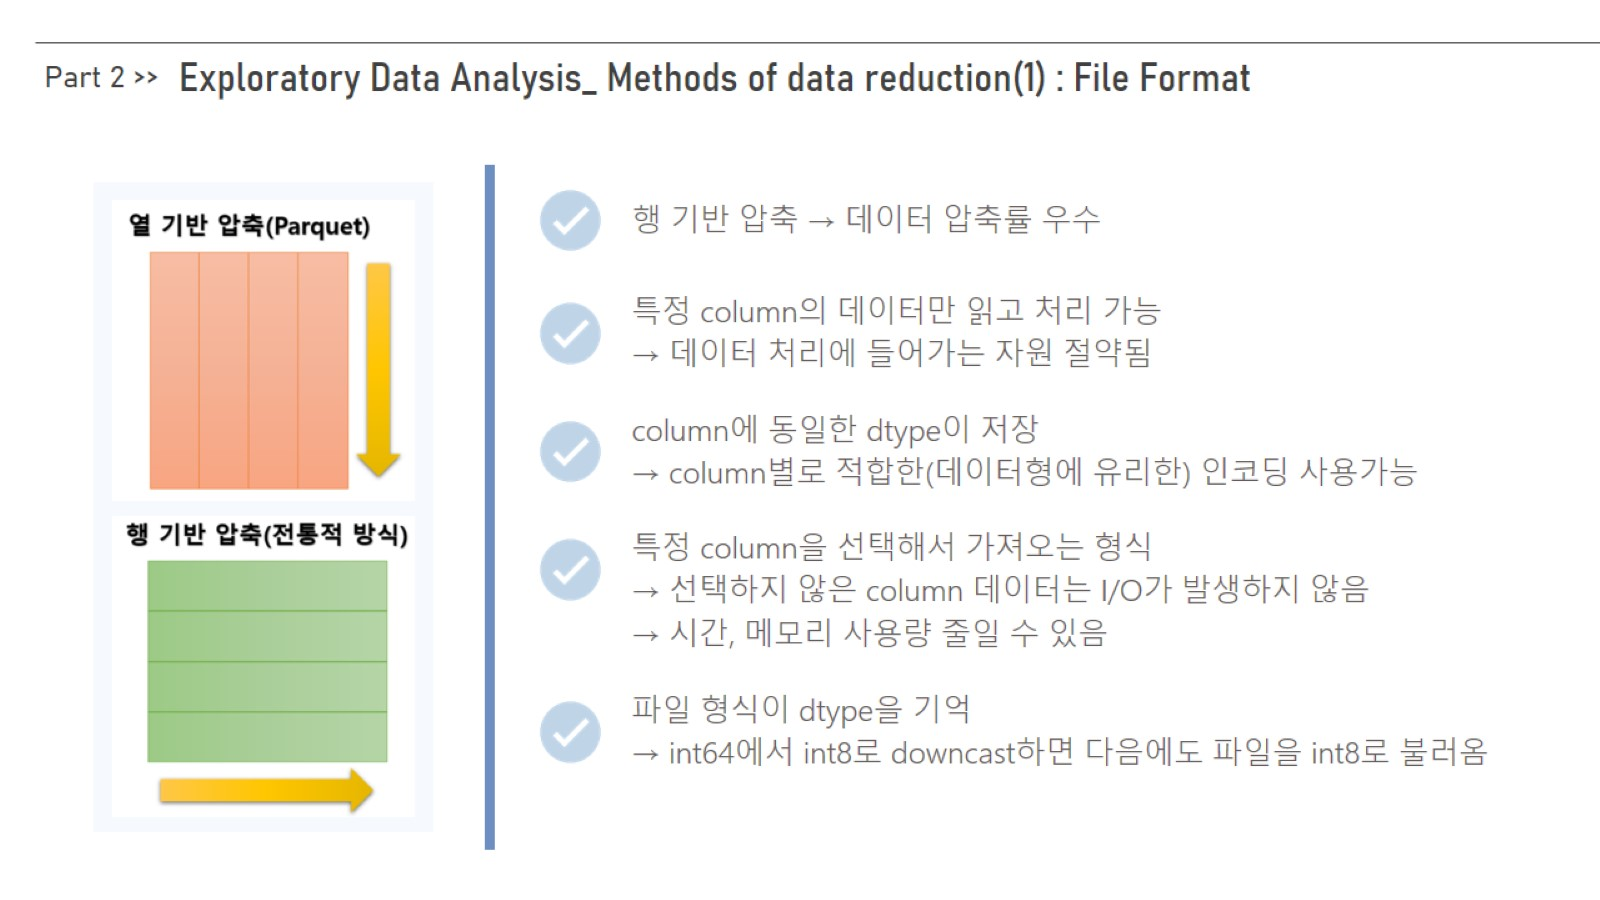 Part 2 >> Exploratory Data Analysis_ Methods of data reduction(1) : File Format
열 기반 압축(Parquet)
행 기반 압축(전통적 방식)
행 기반 압축 → 데이터 압축률 우수
특정 column의 데이터만 읽고 처리 가능
→ 데이터 처리에 들어가는 자원 절약됨
column에 동일한 dtype이 저장
→ column별로 적합한(데이터형에 유리한) 인코딩 사용가능
특정 column을 선택해서 가져오는 형식
→ 선택하지 않은 column 데이터는 I/O가 발생하지 않음
→ 시간, 메모리 사용량 줄일 수 있음
파일 형식이 dtype을 기억
→ int64에서 int8로 downcast하면 다음에도 파일을 int8로 불러옴